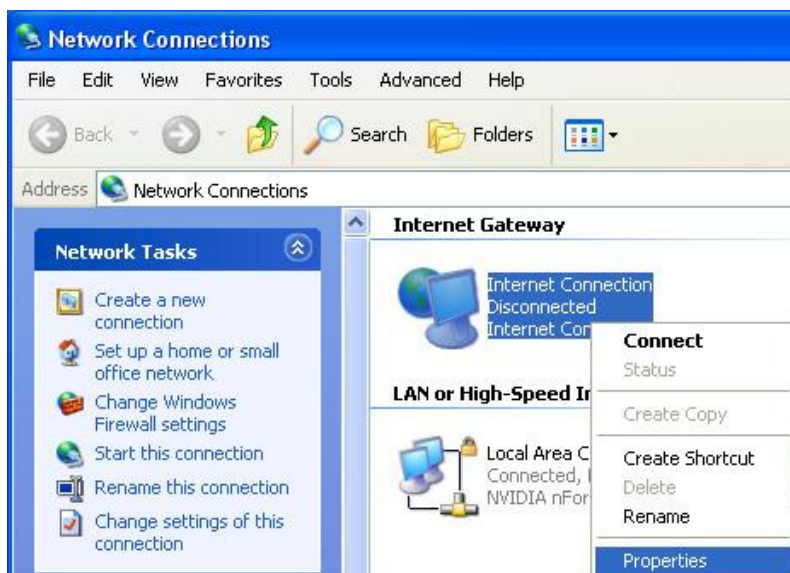 Network Connections
File Edit View Favorites Tools Advanced Help
Back Search Folders
Address Network Connections
Network Tasks
Create a new
connection
Set up a home or small
office network
Change Windows
Firewall settings
Start this connection
Rename this connection
Change settings of this
connection
Internet Gateway
Internet Connection
Disconnected
Internet
LAN or High-Speed
Local Area
Connected,
NVIDIA
Connect
Status
Create Copy
Create Shortcut
Delete
Rename
Properties